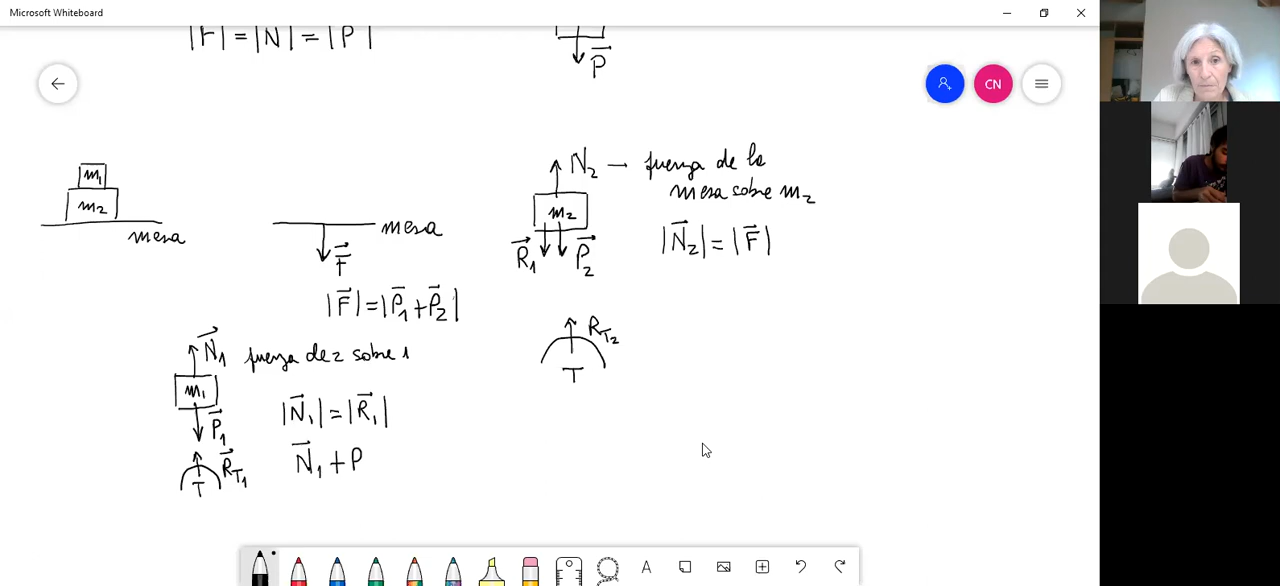 Microsoft Whiteboard
|F| = |N| = |P|
P
CN
m1
m2
mesa
mesa
F
|F| = |P1 + P2|
N2 → fuerza de la
mesa sobre m2
m2
R1
P2
|N2| = |F|
N1 fuerza de 2 sobre 1
m1
P1
|N1| = |R1|
N1 + P
RT1
T
RT2
T
A